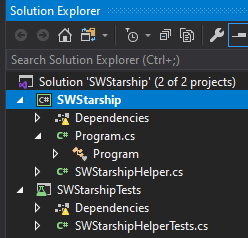 Solution Explorer
Search Solution Explorer (Ctrl+;)
Solution 'SWStarship' (2 of 2 projects)
C# SWStarship
Dependencies
C# Program.cs
Program
C# SWStarshipHelper.cs
SWStarshipTests
Dependencies
C# SWStarshipHelperTests.cs